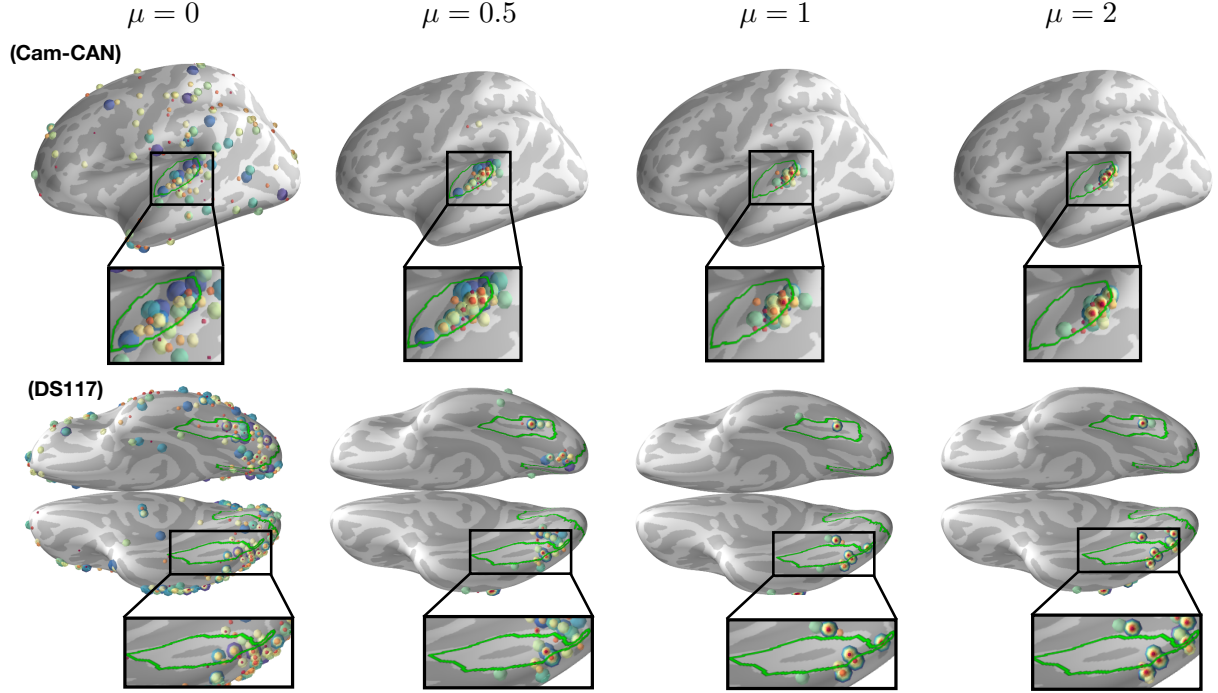 μ = 0 μ = 0.5 μ = 1 μ = 2
(Cam-CAN)
(DS117)